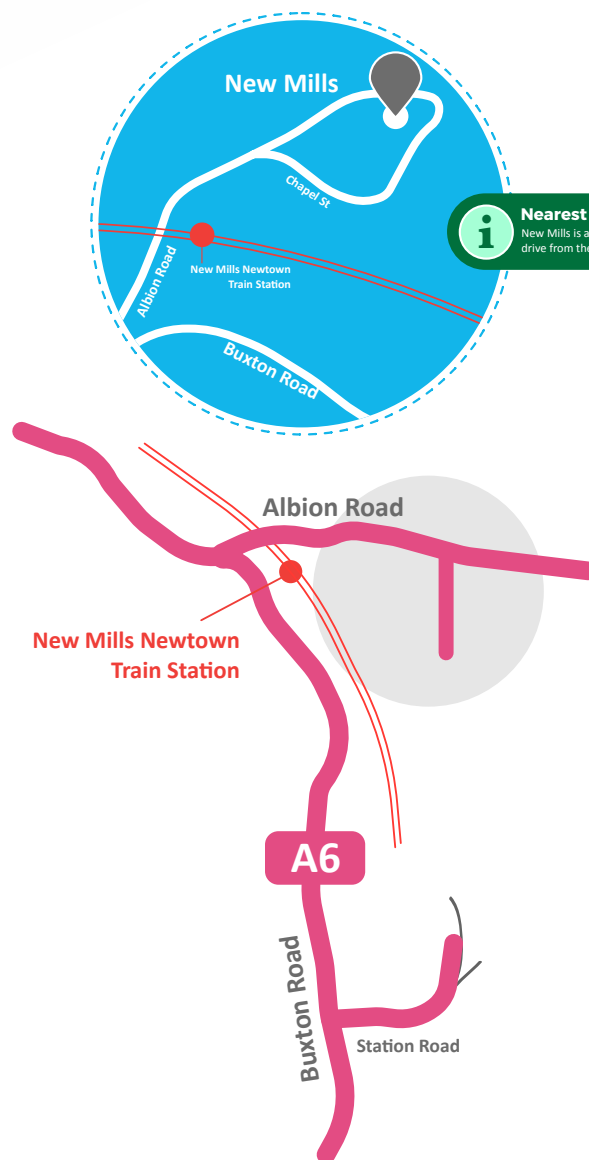 New Mills
Chapel St
Nearest
New Mills is a
drive from the
New Mills Newtown
Train Station
Albion Road
Buxton Road
Albion Road
New Mills Newtown
Train Station
A6
Buxton Road
Station Road